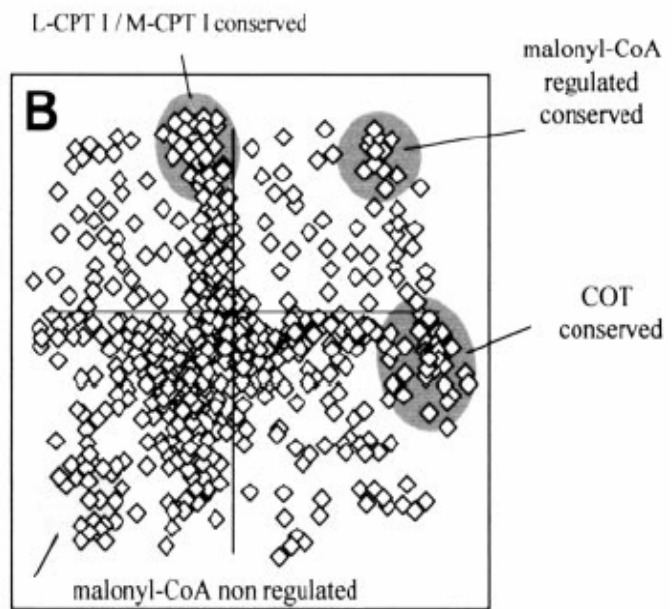 L-CPT I / M-CPT I conserved
malonyl-CoA
regulated
conserved
B
COT
conserved
malonyl-CoA non regulated